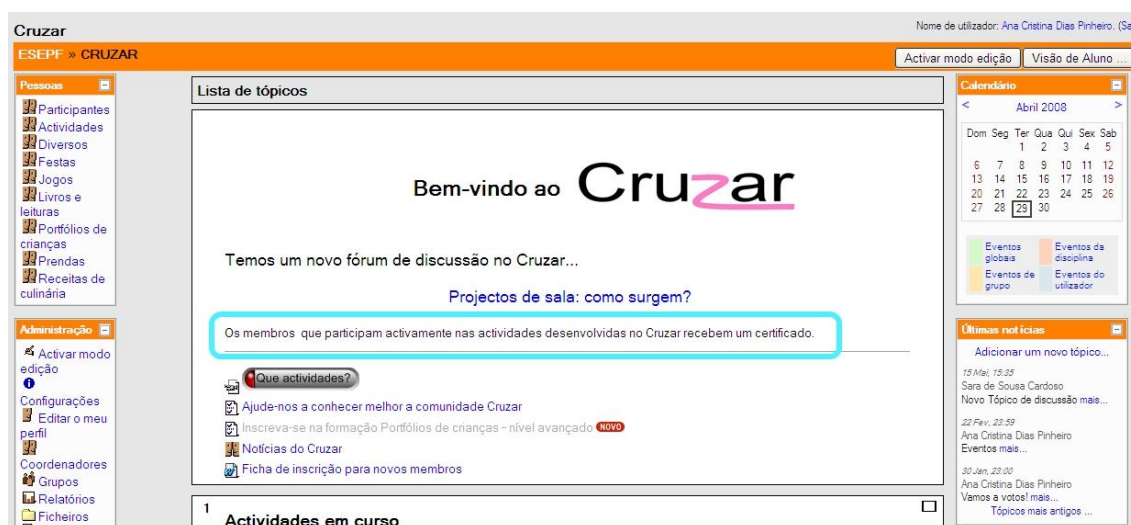 Cruzar
Nome de utilizador: Ana Cristina Dias Pinheiro. (Sa
ESEPF » CRUZAR
Activar modo edição
Visão de Aluno ...
Pessoas
Participantes
Actividades
Diversos
Festas
Jogos
Livros e
leituras
Portfólios de
crianças
Prendas
Receitas de
culinária
Administração
Activar modo
edição
Configurações
Editar o meu
perfil
Coordenadores
Grupos
Relatórios
Ficheiros
Lista de tópicos
Bem-vindo ao Cruzar
Temos um novo fórum de discussão no Cruzar...
Projectos de sala: como surgem?
Os membros que participam activamente nas actividades desenvolvidas no Cruzar recebem um certificado.
Que actividades?
Ajude-nos a conhecer melhor a comunidade Cruzar
Inscreva-se na formação Portfólios de crianças - nível avançado NOVO
Notícias do Cruzar
Ficha de inscrição para novos membros
1
Actividades em curso
Calendário
< Abril 2008 >
Dom Seg Ter Qua Qui Sex Sab
1 2 3 4 5
6 7 8 9 10 11 12
13 14 15 16 17 18 19
20 21 22 23 24 25 26
27 28 29 30
Eventos
globais
Eventos da
disciplina
Eventos de
grupo
Eventos do
utilizador
Últimas notícias
Adicionar um novo tópico...
15 Mai, 15:35
Sara de Sousa Cardoso
Novo Tópico de discussão mais...
22 Fev, 23:59
Ana Cristina Dias Pinheiro
Eventos mais...
30 Jan, 23:00
Ana Cristina Dias Pinheiro
Vamos a votos! mais...
Tópicos mais antigos ...